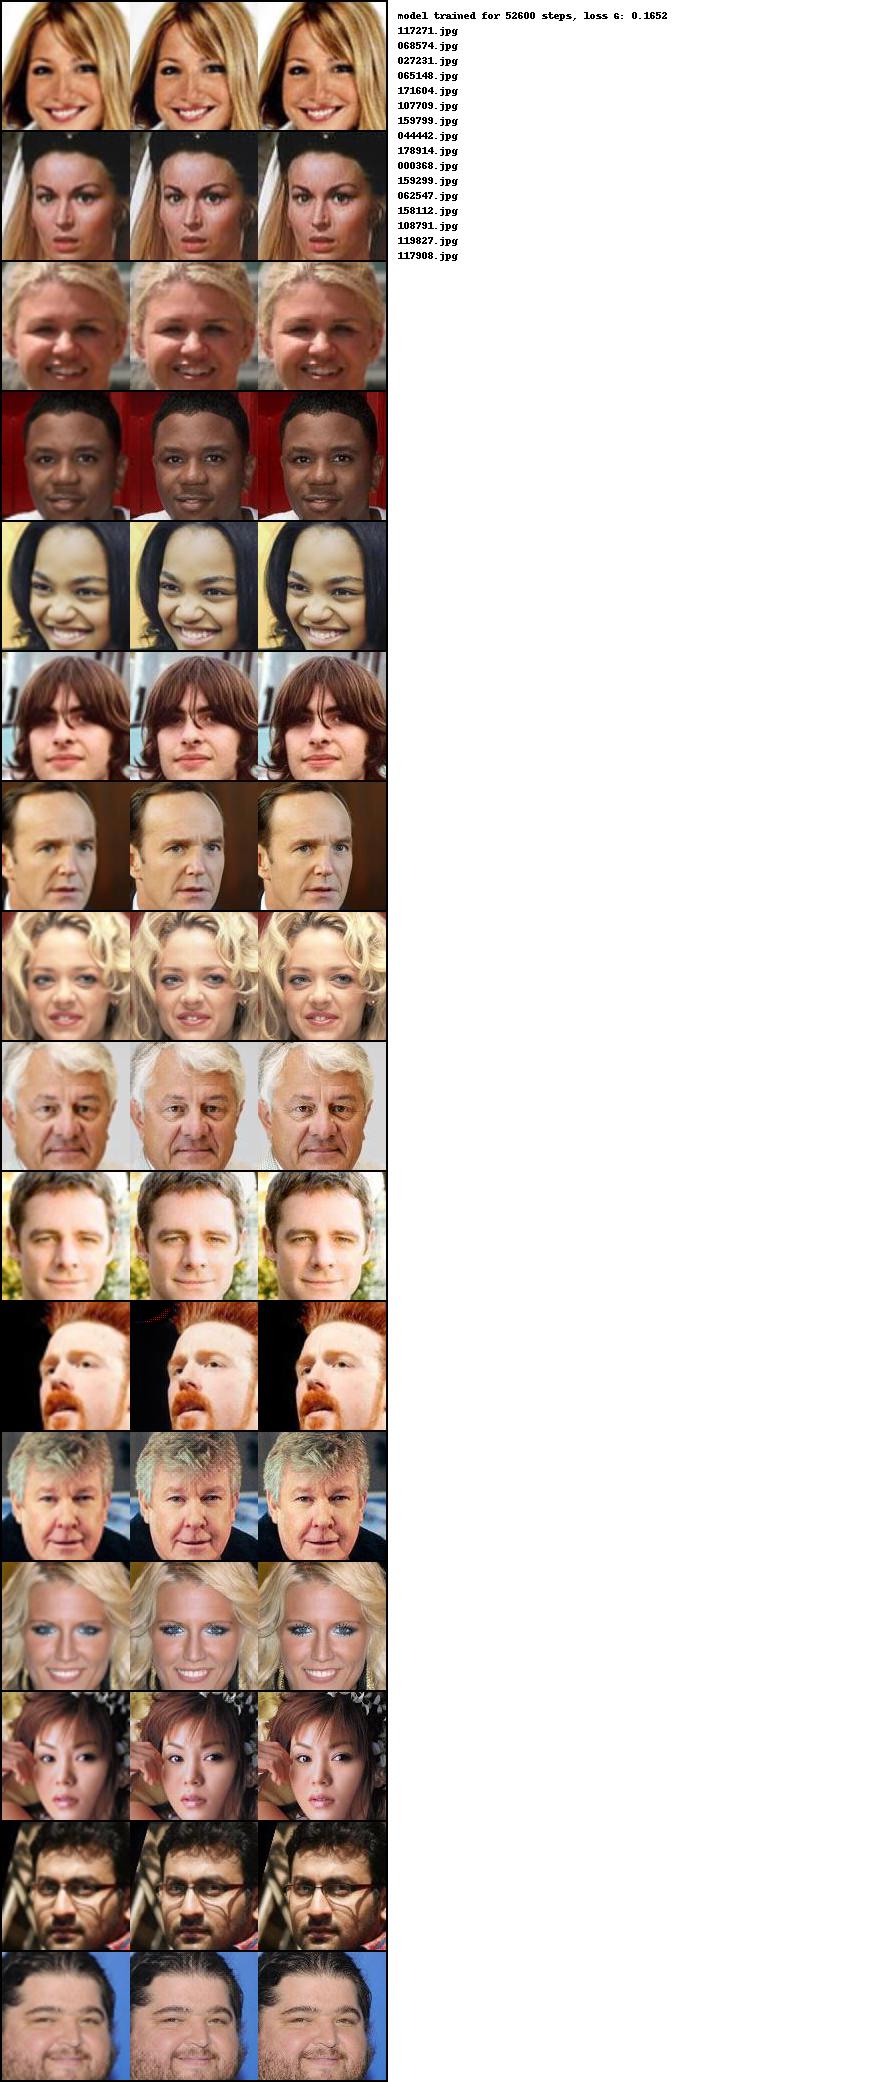 model trained for 52600 steps, loss G: 0.1652
117271.jpg
068574.jpg
027231.jpg
065148.jpg
171604.jpg
107709.jpg
159799.jpg
044442.jpg
178914.jpg
000368.jpg
159299.jpg
062547.jpg
158112.jpg
108791.jpg
119827.jpg
117908.jpg